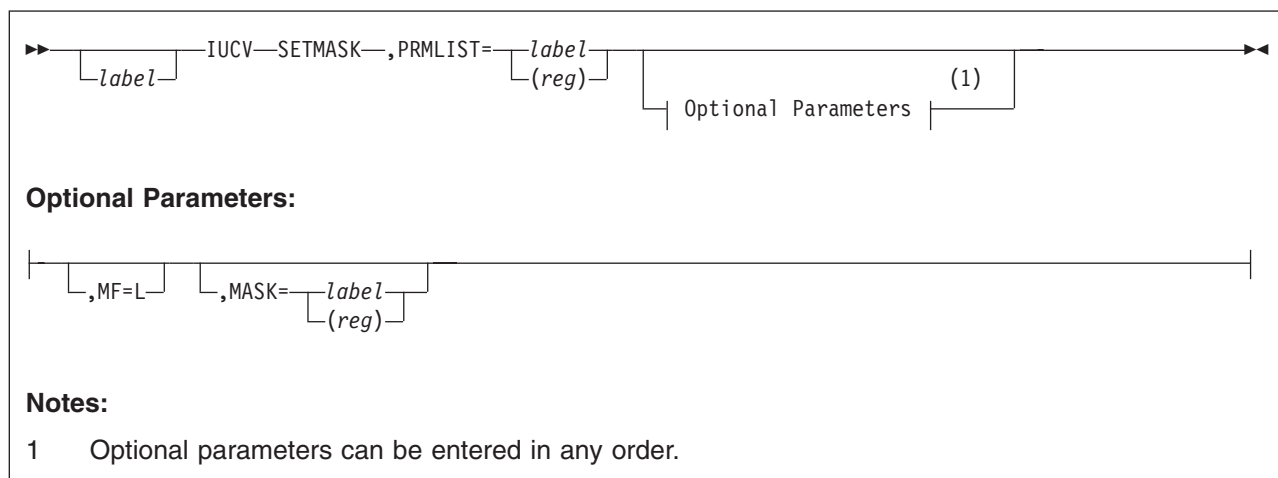 IUCV SETMASK ,PRMLIST= label
label (reg) (1)
Optional Parameters
Optional Parameters:
,MF=L ,MASK= label
(reg)
Notes:
1 Optional parameters can be entered in any order.